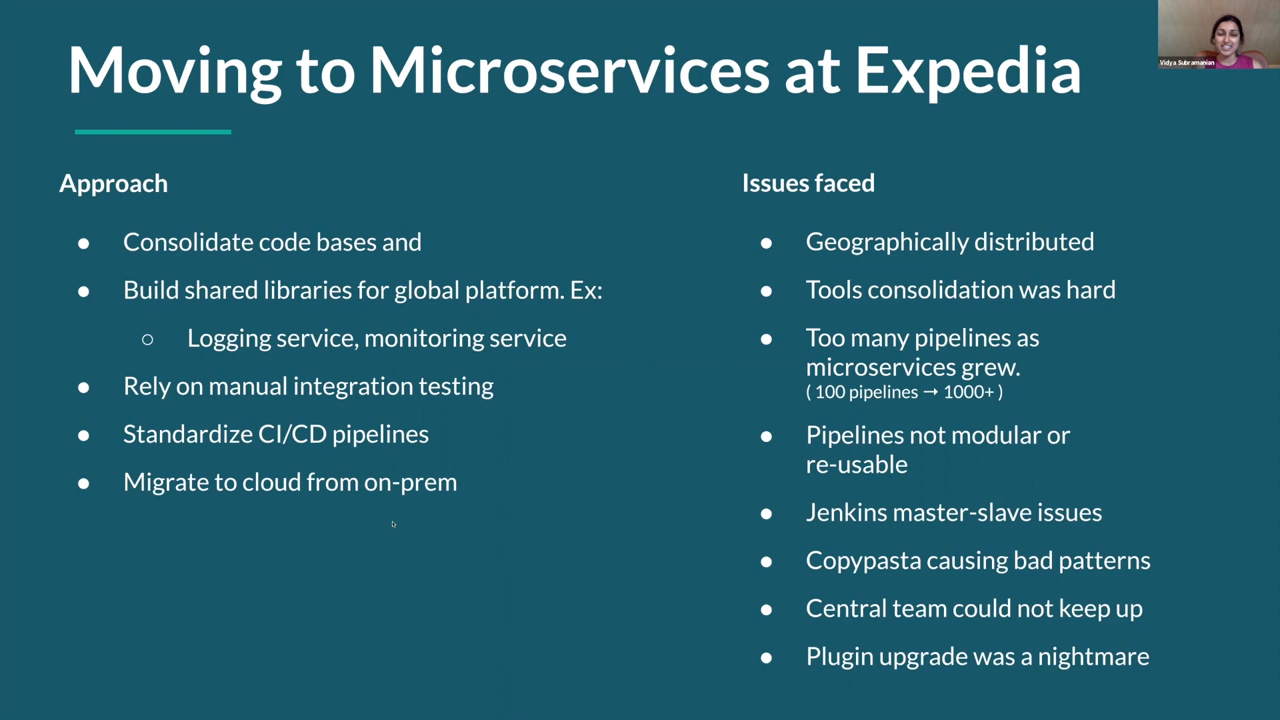 Moving to Microservices at Expedia
Vidya Subramanian
Approach
● Consolidate code bases and
● Build shared libraries for global platform. Ex:
○ Logging service, monitoring service
● Rely on manual integration testing
● Standardize CI/CD pipelines
● Migrate to cloud from on-prem
Issues faced
● Geographically distributed
● Tools consolidation was hard
● Too many pipelines as
microservices grew.
( 100 pipelines → 1000+ )
● Pipelines not modular or
re-usable
● Jenkins master-slave issues
● Copypasta causing bad patterns
● Central team could not keep up
● Plugin upgrade was a nightmare